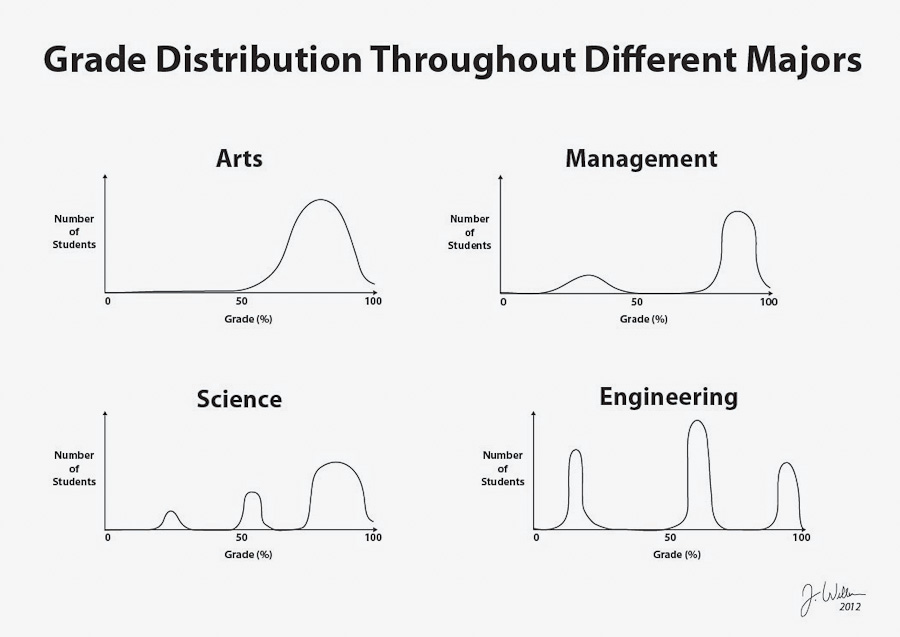 Grade Distribution Throughout Different Majors
Arts
Number
of
Students
0 50 100
Grade (%)
Management
Number
of
Students
0 50 100
Grade (%)
Science
Number
of
Students
0 50 100
Grade (%)
Engineering
Number
of
Students
0 50 100
Grade (%)
2012